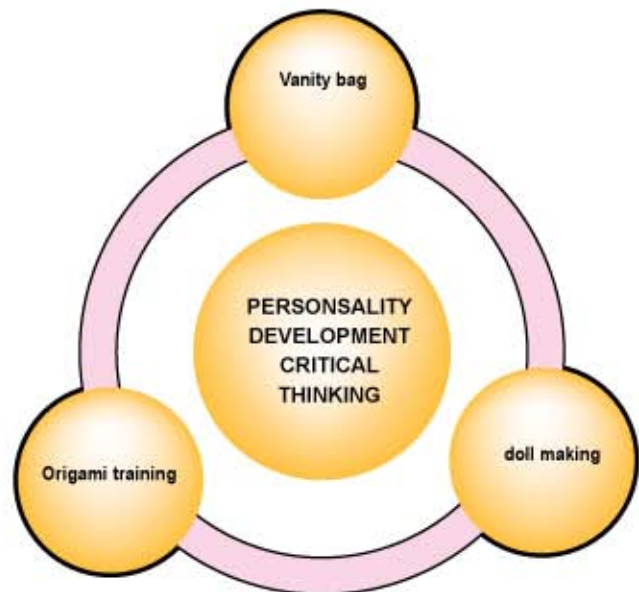 Vanity bag
PERSONSALITY
DEVELOPMENT
CRITICAL
THINKING
doll making
Origami training